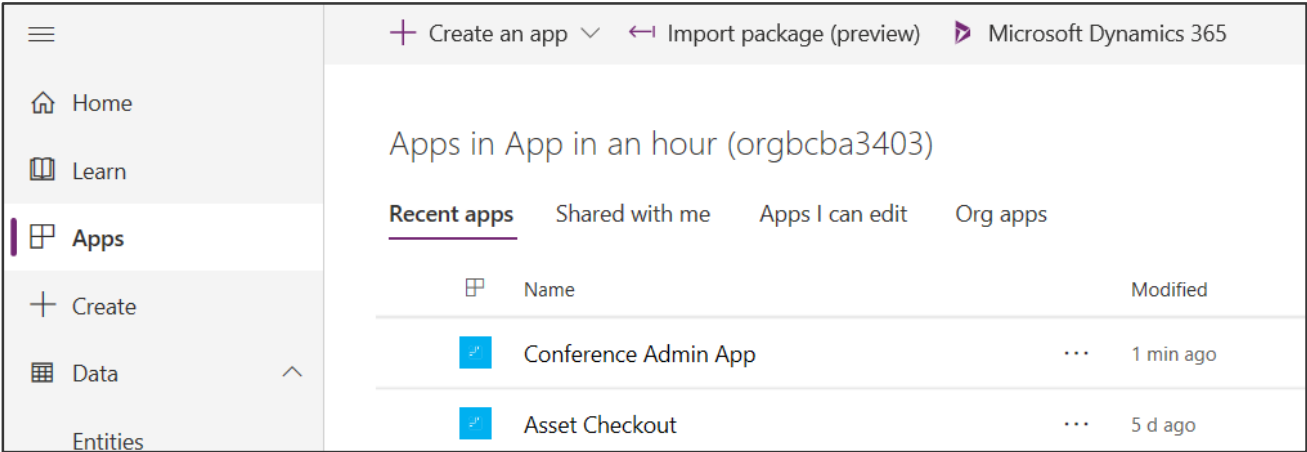 Create an app Import package (preview) Microsoft Dynamics 365
Home
Learn
Apps
Create
Data
Entities
Apps in App in an hour (orgbcba3403)
Recent apps Shared with me Apps I can edit Org apps
Name Modified
Conference Admin App ... 1 min ago
Asset Checkout ... 5 d ago